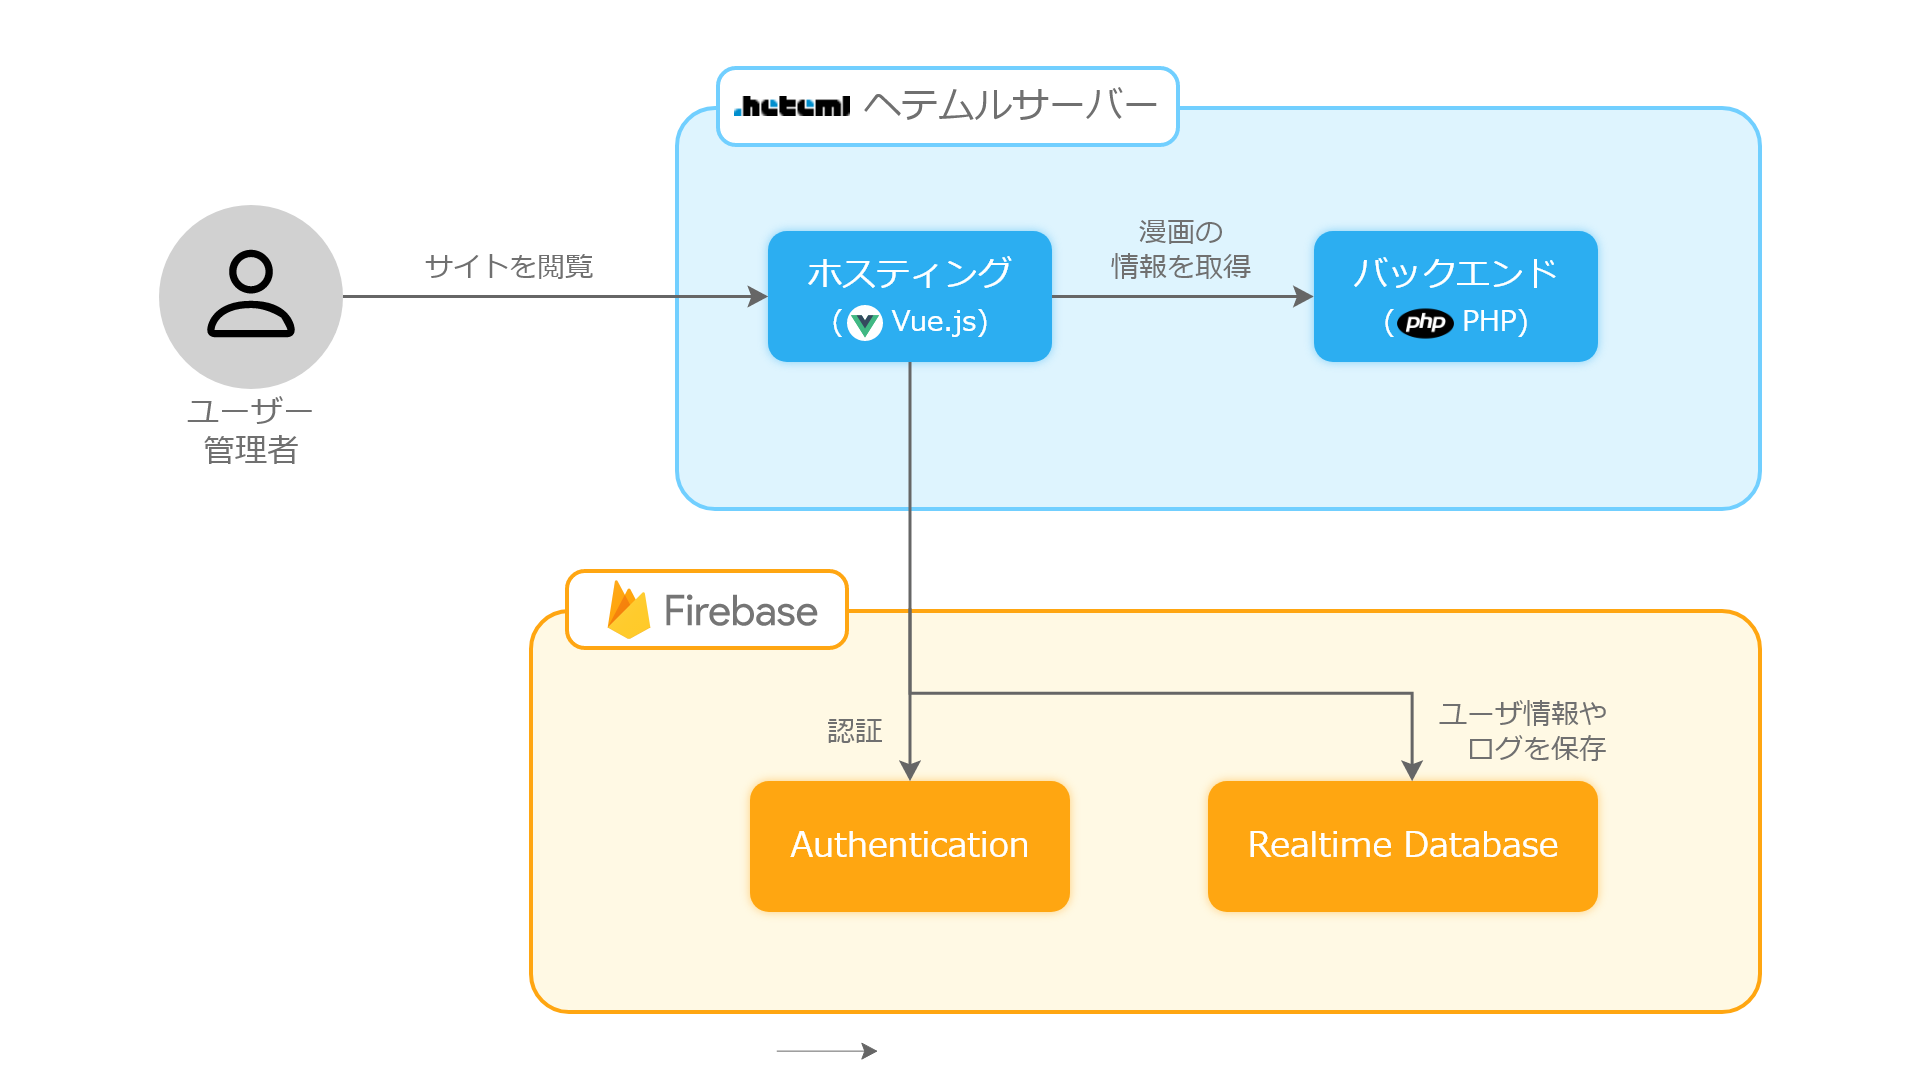 .heteml ヘテムルサーバー
サイトを閲覧
ユーザー
管理者
ホスティング
( Vue.js)
漫画の
情報を取得
バックエンド
(php PHP)
Firebase
認証
ユーザ情報や
ログを保存
Authentication
Realtime Database